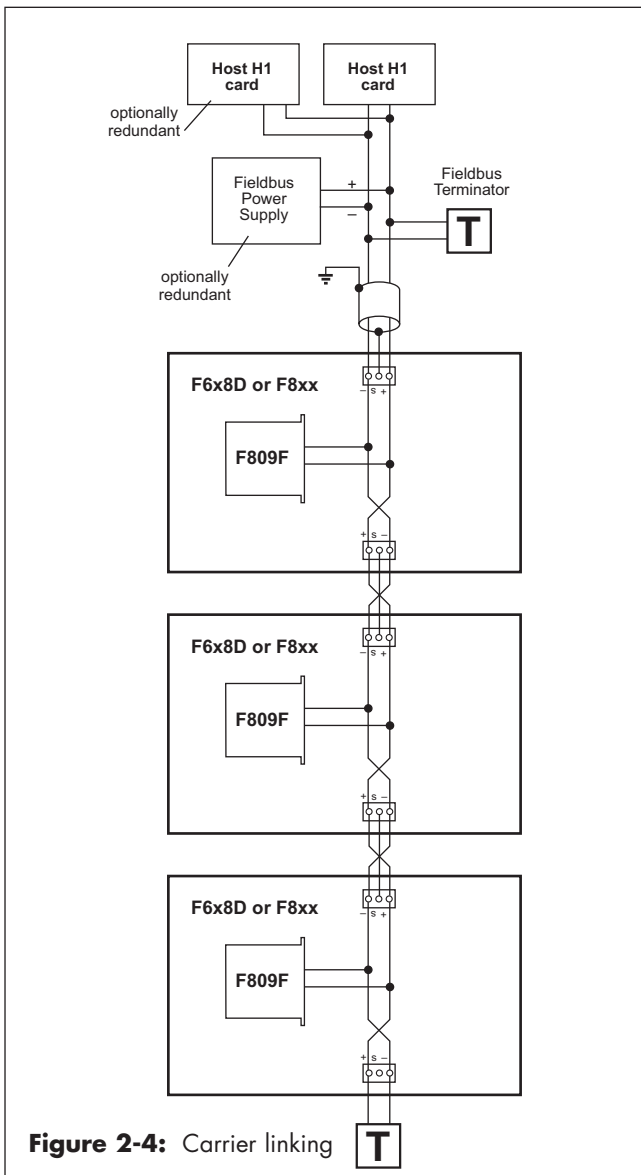 Host H1
card
Host H1
card
optionally
redundant
Fieldbus
Power
Supply
+
–
Fieldbus
Terminator
T
optionally
redundant
F6x8D or F8xx
– s +
F809F
+ s –
F6x8D or F8xx
– s +
F809F
+ s –
F6x8D or F8xx
– s +
F809F
+ s –
Figure 2-4: Carrier linking
T